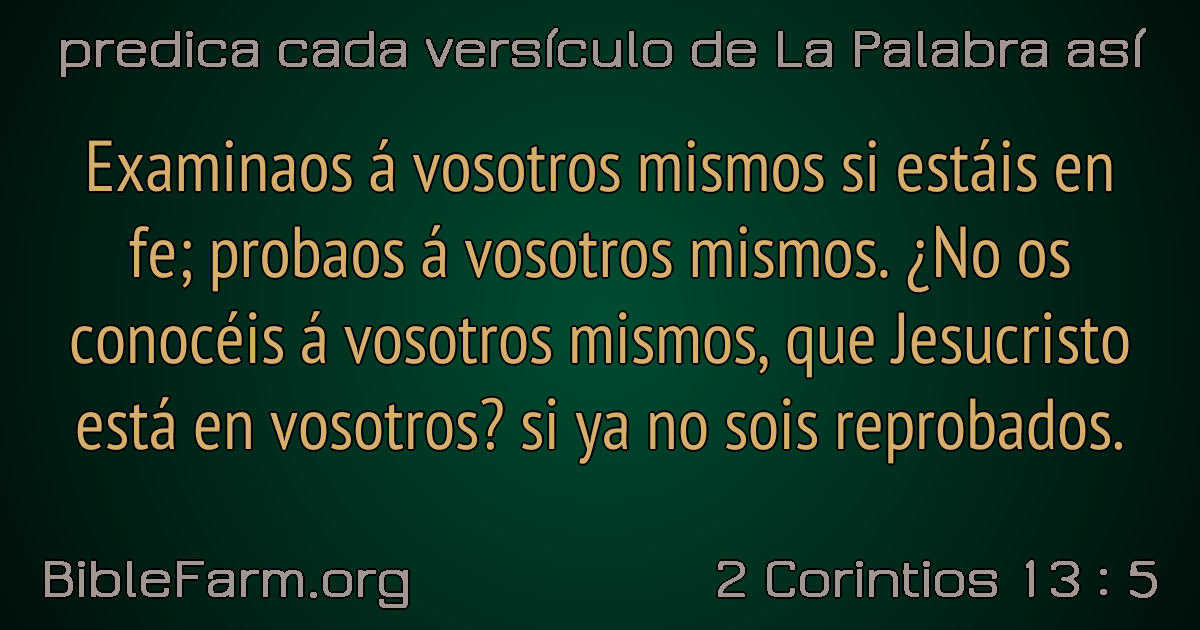 predica cada versículo de La Palabra así
Examinaos á vosotros mismos si estáis en
fe; probaos á vosotros mismos. ¿No os
conocéis á vosotros mismos, que Jesucristo
está en vosotros? si ya no sois reprobados.
BibleFarm.org
2 Corintios 13 : 5